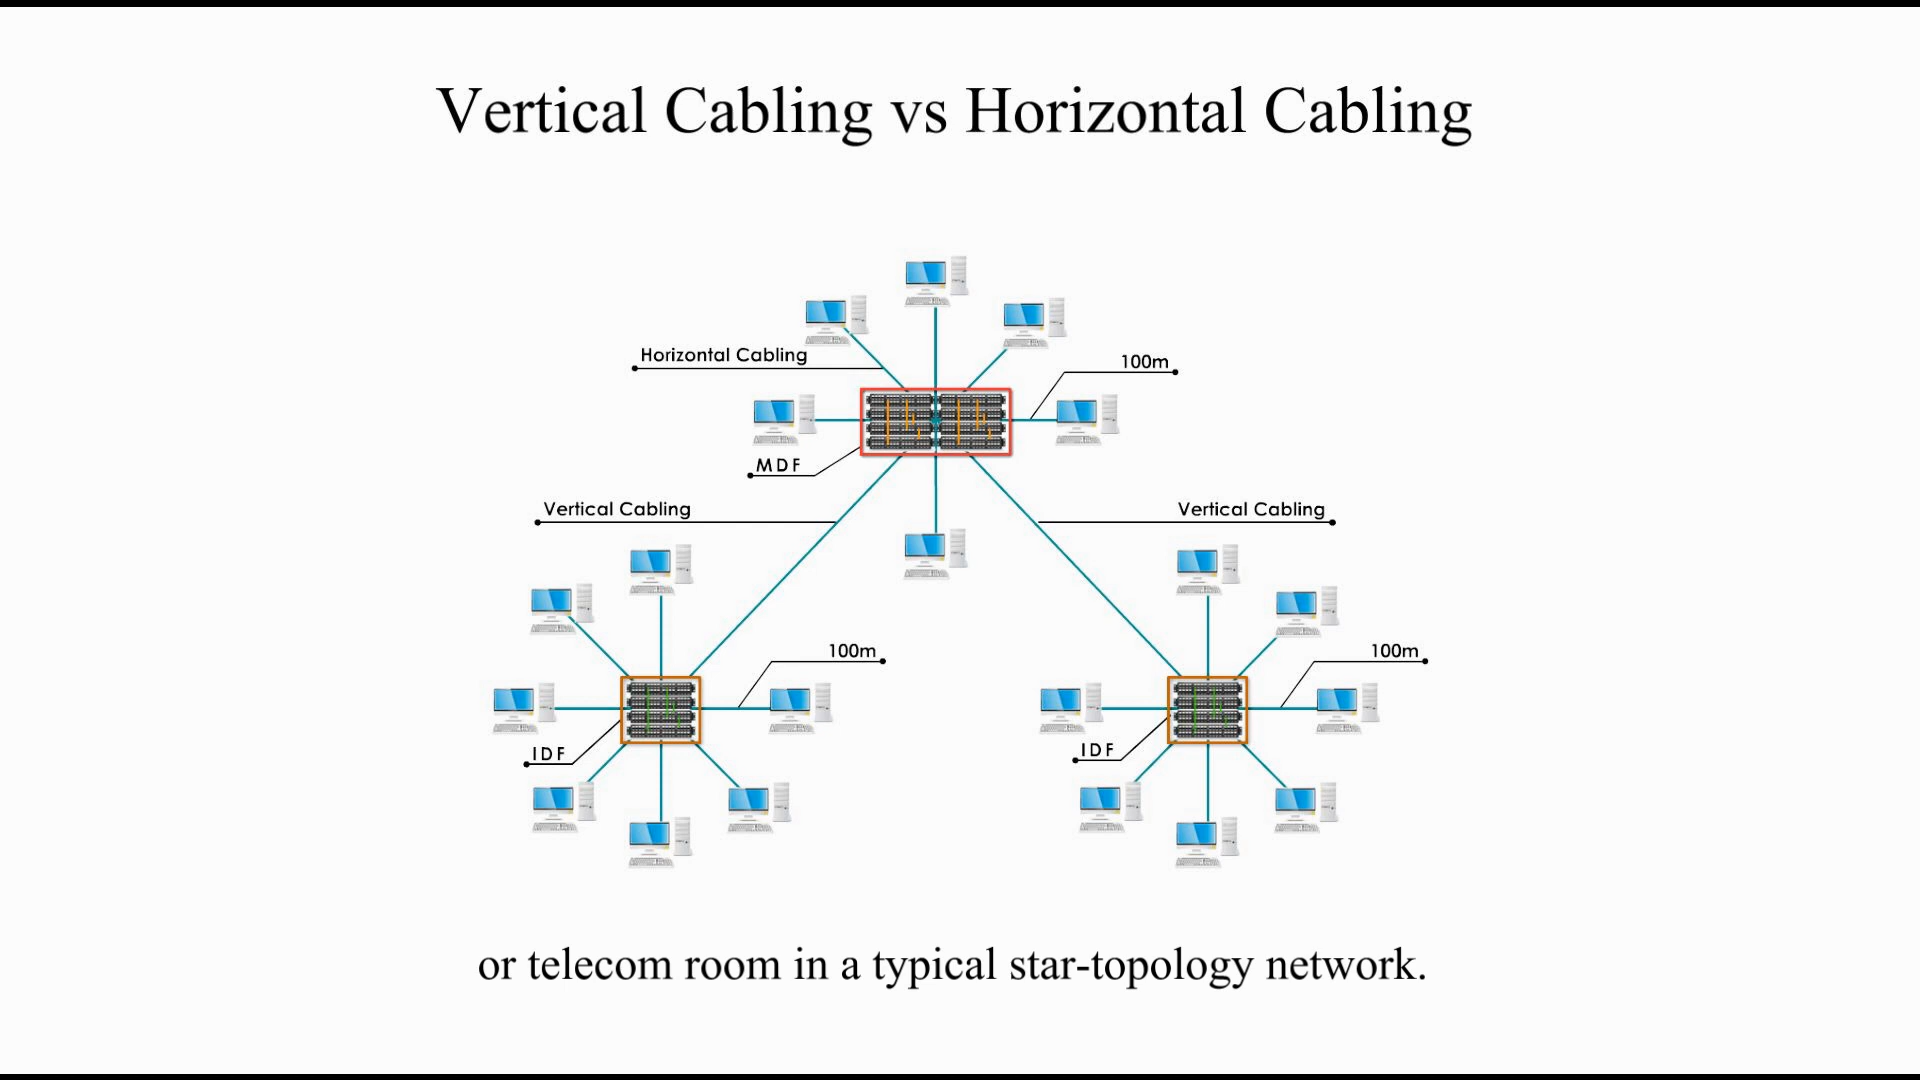 Vertical Cabling vs Horizontal Cabling
Horizontal Cabling
100m
MDF
Vertical Cabling
Vertical Cabling
100m
100m
IDF
IDF
or telecom room in a typical star-topology network.